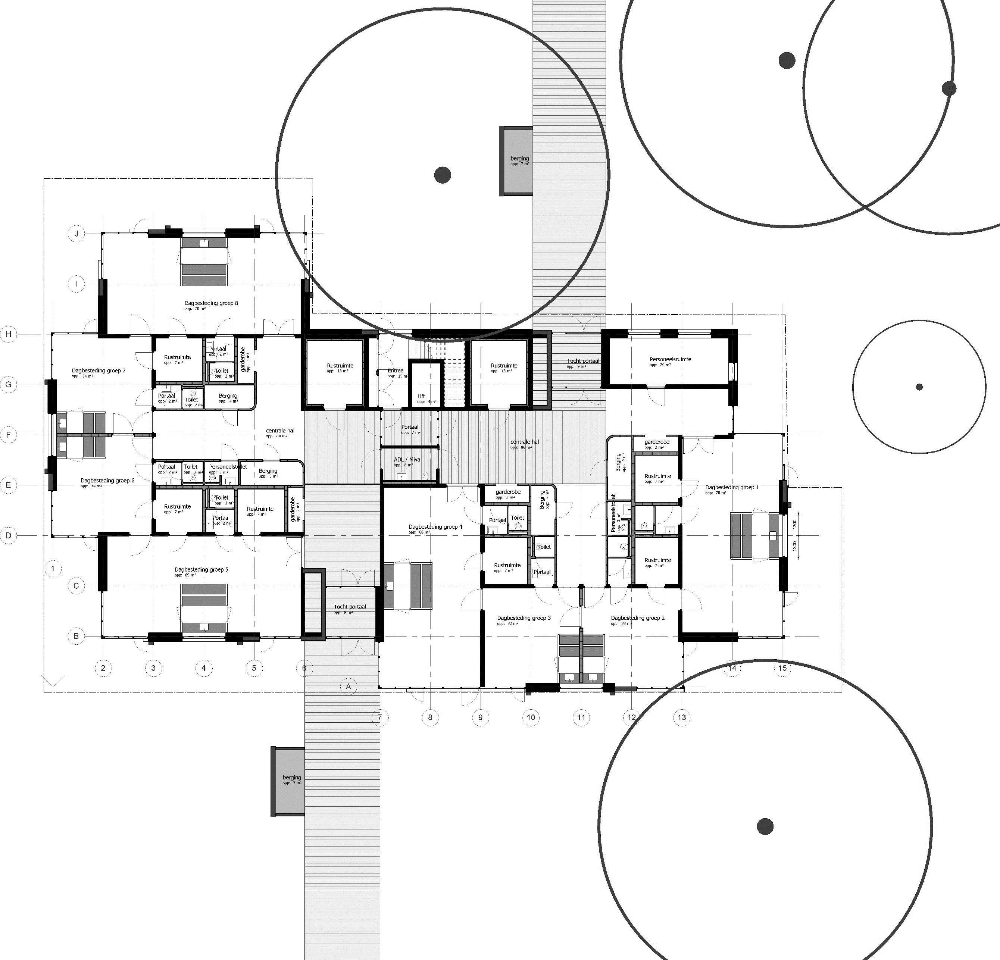 berging
opp: 7 m²
J
I
Dagbesteding groep 8
opp: 70 m²
H
Portaal
opp: 2 m²
garderobe
opp: 3 m²
Rustruimte
opp: 7 m²
Toilet
opp: 2 m²
Dagbesteding groep 7
opp: 34 m²
Rustruimte
opp: 13 m²
Entree
opp: 15 m²
Rustruimte
opp: 13 m²
Tocht portaal
opp: 9 m²
Personeelsruimte
opp: 20 m²
G
Portaal
opp: 2 m²
Toilet
opp: 2 m²
Berging
opp: 4 m²
Lift
opp: 4 m²
F
centrale hal
opp: 84 m²
Portaal
opp: 7 m²
centrale hal
opp: 86 m²
garderobe
opp: 2 m²
Portaal
opp: 2 m²
Toilet
opp: 2 m²
Personeelstoilet
opp: 3 m²
Berging
opp: 5 m²
ADL / Miva
opp: 6 m²
Berging
opp: 5 m²
Dagbesteding groep 6
opp: 34 m²
Rustruimte
opp: 7 m²
E
Dagbesteding groep 1
opp: 70 m²
Toilet
opp: 2 m²
garderobe
opp: 3 m²
Berging
opp: 4 m²
Rustruimte
opp: 7 m²
Rustruimte
opp: 7 m²
garderobe
opp: 2 m²
Portaal
opp: 2 m²
Personeelstoilet
opp: 3 m²
Portaal
Toilet
Dagbesteding groep 4
opp: 68 m²
1300
D
Toilet
1300
1
Dagbesteding groep 5
opp: 69 m²
Rustruimte
opp: 7 m²
Portaal
Rustruimte
opp: 7 m²
C
Tocht portaal
opp: 9 m²
Dagbesteding groep 3
opp: 32 m²
Dagbesteding groep 2
opp: 33 m²
B
2
3
4
5
6
14
15
A
7
8
9
10
11
12
13
berging
opp: 7 m²